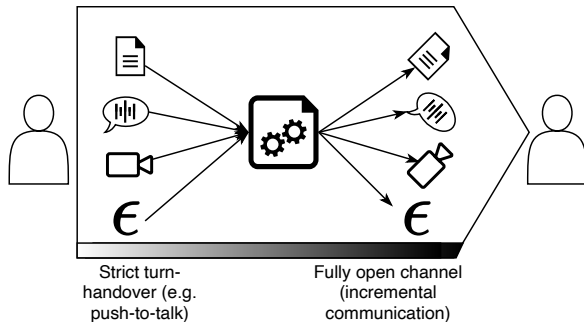 ϵ
ϵ
Strict turn-
handover (e.g.
push-to-talk)
Fully open channel
(incremental
communication)